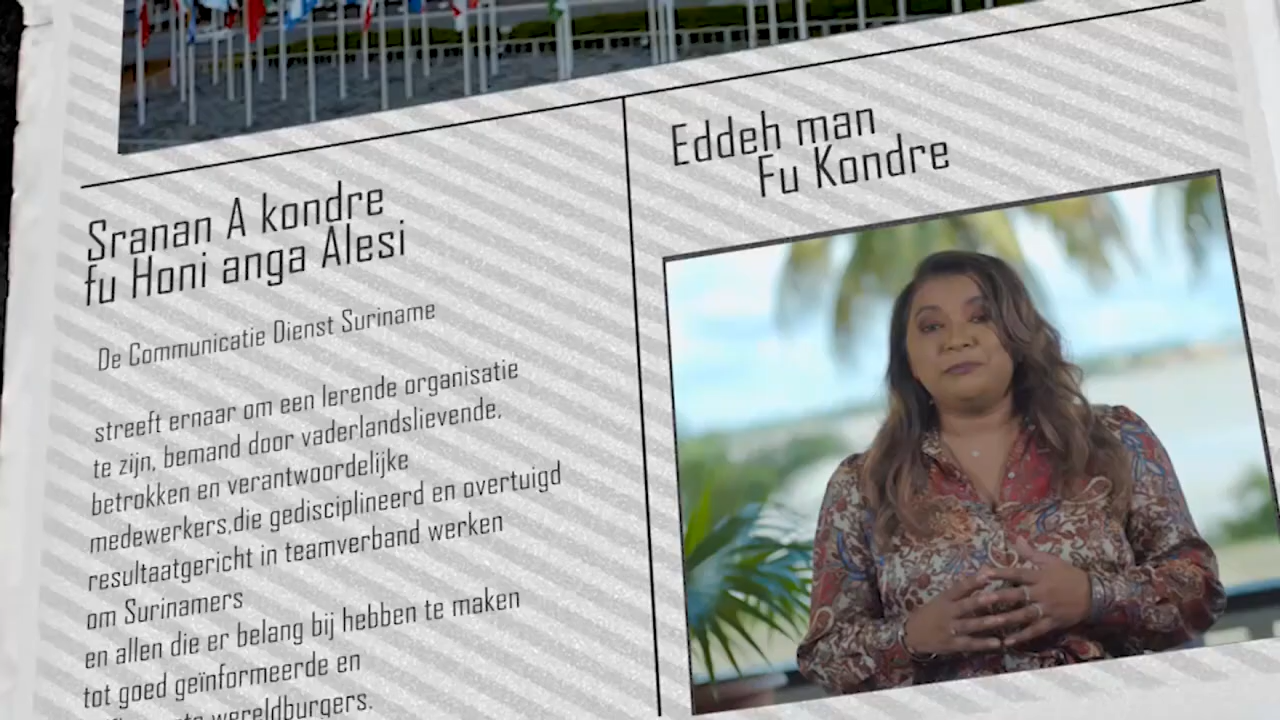 Sranan A kondre
fu Honi anga Alesi
De Communicatie Dienst Suriname
streeft ernaar om een lerende organisatie
te zijn, bemand door vaderlandslievende,
betrokken en verantwoordelijke
medewerkers,die gedisciplineerd en overtuigd
resultaatgericht in teamverband werken
om Surinamers
en allen die er belang bij hebben te maken
tot goed geïnformeerde en
wereldburgers.
Eddeh man
Fu Kondre